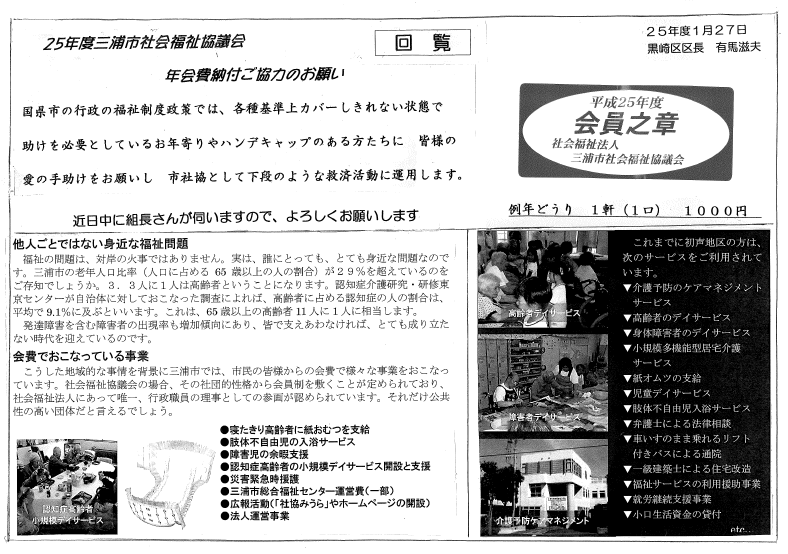 25年度三浦市社会福祉協議会
回　覧
25年度1月27日
黒崎区区長　有馬滋夫
年会費納付ご協力のお願い
国県市の行政の福祉制度政策では、各種基準上カバーしきれない状態で
助けを必要としているお年寄りやハンデキャップのある方たちに　皆様の
愛の手助けをお願いし　市社協として下段のような救済活動に運用します。
近日中に組長さんが伺いますので、よろしくお願いします
平成25年度
会員之章
社会福祉法人
三浦市社会福祉協議会
例年どうり　1軒（1口）　1000円
他人ごとではない身近な福祉問題
福祉の問題は、対岸の火事ではありません。実は、誰にとっても、とても身近な問題なので
す。三浦市の老年人口比率（人口に占める 65 歳以上の人の割合）が29％を超えているのを
ご存知でしょうか。3．3人に1人は高齢者ということになります。認知症介護研究・研修東
京センターが自治体に対しておこなった調査によれば、高齢者に占める認知症の人の割合は、
平均で 9.1％に及ぶといいます。これは、65 歳以上の高齢者 11 人に 1 人に相当します。
発達障害を含む障害者の出現率も増加傾向にあり、皆で支えあわなければ、とても成り立た
ない時代を迎えているのです。
会費でおこなっている事業
こうした地域的な事情を背景に三浦市では、市民の皆様からの会費で様々な事業をおこなっ
ています。社会福祉協議会の場合、その社団的性格から会員制を敷くことが定められており、
社会福祉法人にあって唯一、行政職員の理事としての参画が認められています。それだけ公共
性の高い団体だと言えるでしょう。
認知症高齢者
小規模デイサービス
●寝たきり高齢者に紙おむつを支給
●肢体不自由児の入浴サービス
●障害児の余暇支援
●認知症高齢者の小規模デイサービス開設と支援
●災害緊急時援護
●三浦市総合福祉センター運営費（一部）
●広報活動（「社協みうら」やホームページの開設）
●法人運営事業
高齢者デイサービス
障害者デイサービス
介護予防ケアマネジメント
これまでに初声地区の方は、
次のサービスをご利用されて
います。
▼介護予防のケアマネジメント
サービス
▼高齢者のデイサービス
▼身体障害者のデイサービス
▼小規模多機能型居宅介護
サービス
▼紙オムツの支給
▼児童デイサービス
▼肢体不自由児入浴サービス
▼弁護士による法律相談
▼車いすのまま乗れるリフト
付きバスによる通院
▼一級建築士による住宅改造
▼福祉サービスの利用援助事業
▼就労継続支援事業
▼小口生活資金の貸付
etc...